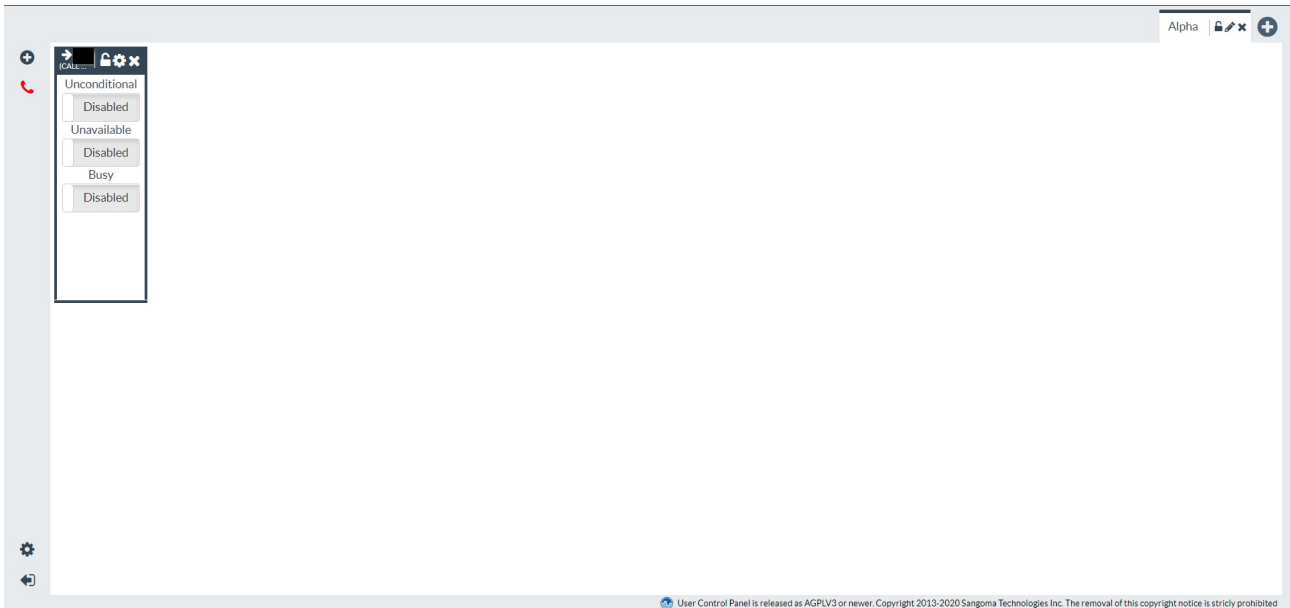 Alpha
(CALL ...
Unconditional
Disabled
Unavailable
Disabled
Busy
Disabled
User Control Panel is released as AGPLV3 or newer. Copyright 2013-2020 Sangoma Technologies Inc. The removal of this copyright notice is stricly prohibited